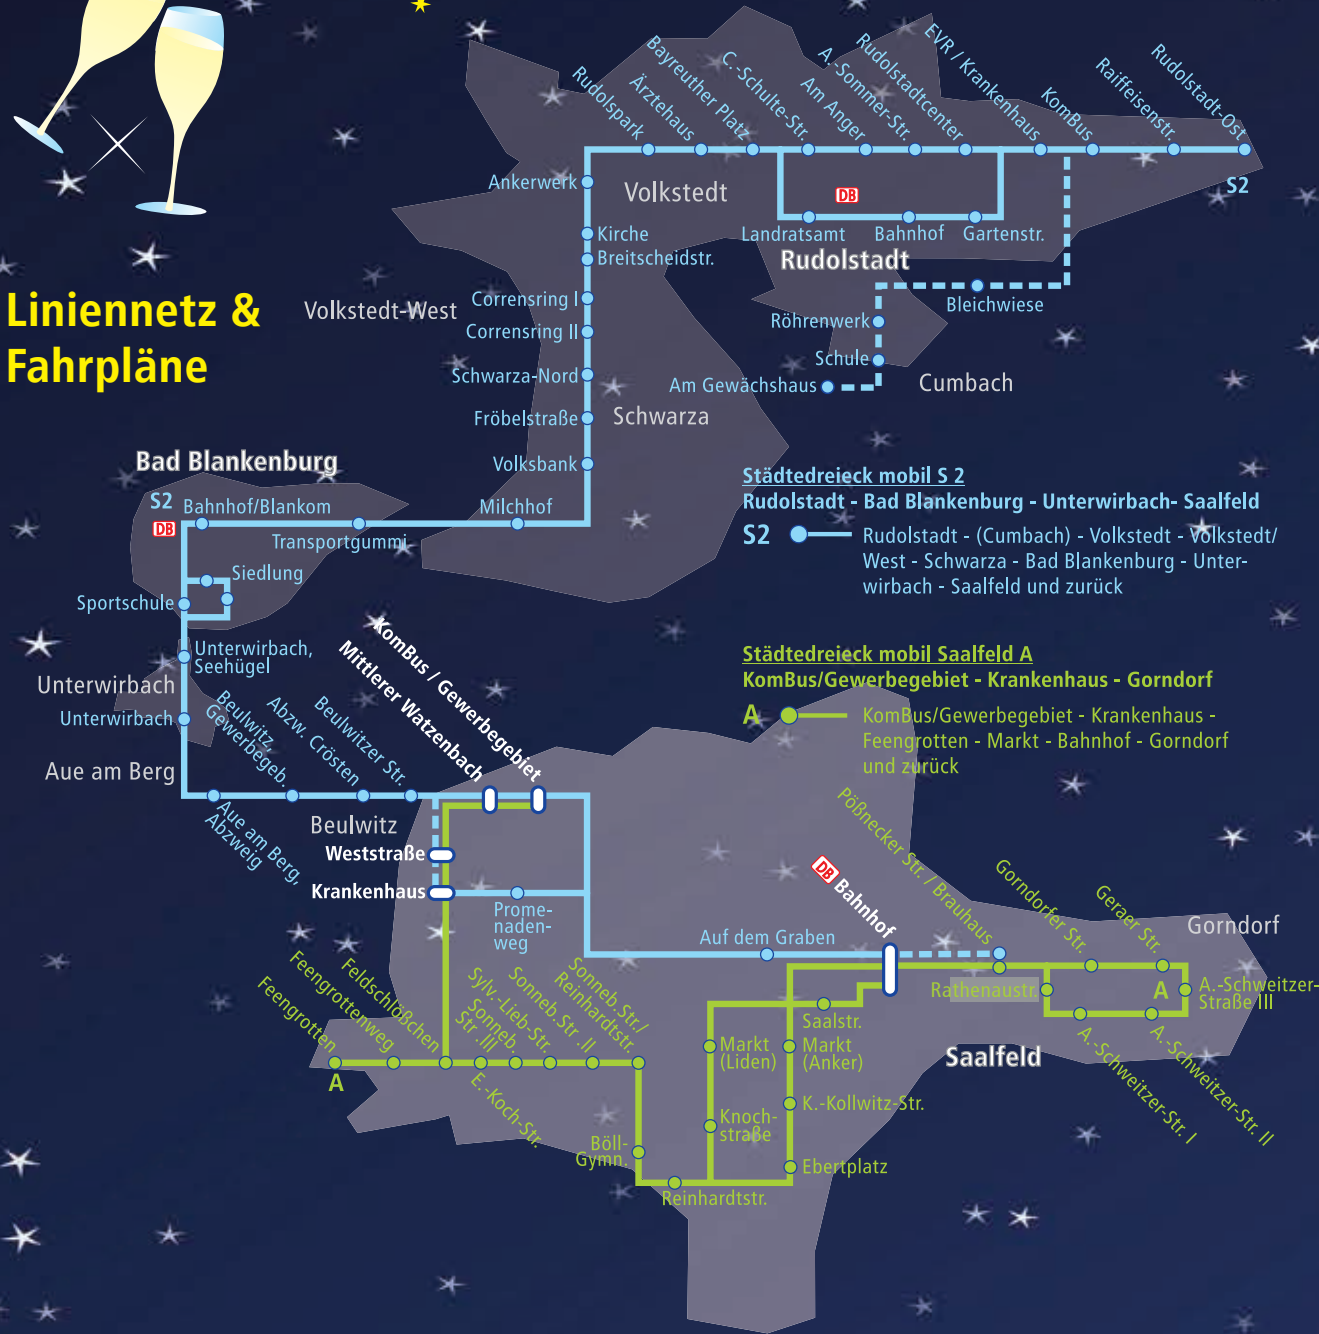 Liniennetz &
Fahrpläne
Rudolspark
Ärztehaus
Bayreuther Platz
C.-Schulte-Str.
Am Anger
A.-Sommer-Str.
Rudolstadtcenter
EVR / Krankenhaus
KomBus
Raiffeisenstr.
Rudolstadt-Ost
S2
Ankerwerk
Volkstedt
DB
Kirche
Landratsamt
Bahnhof
Gartenstr.
Breitscheidstr.
Rudolstadt
Volkstedt-West
Corrensring I
Bleichwiese
Corrensring II
Röhrenwerk
Schwarza-Nord
Schule
Am Gewächshaus
Cumbach
Fröbelstraße
Schwarza
Volksbank
Bad Blankenburg
S2
Bahnhof/Blankom
Milchhof
DB
Transportgummi
Siedlung
Sportschule
Städtedreieck mobil S 2
Rudolstadt - Bad Blankenburg - Unterwirbach- Saalfeld
S2
Rudolstadt - (Cumbach) - Volkstedt - Volkstedt/
West - Schwarza - Bad Blankenburg - Unter-
wirbach - Saalfeld und zurück
Unterwirbach,
Seehügel
Unterwirbach
Unterwirbach
Städtedreieck mobil Saalfeld A
KomBus/Gewerbegebiet - Krankenhaus - Gorndorf
A
KomBus/Gewerbegebiet - Krankenhaus -
Feengrotten - Markt - Bahnhof - Gorndorf
und zurück
Aue am Berg
Beulwitz
Gewerbegeb.
Abzw. Crösten
Beulwitzer Str.
Mittlerer Watzenbach
KomBus / Gewerbegebiet
Aue am Berg,
Abzweig
Beulwitz
Weststraße
Krankenhaus
Prome-
naden-
weg
Auf dem Graben
DB
Bahnhof
Pößnecker Str. / Brauhaus
Gorndorfer Str.
Geraer Str.
Gorndorf
Rathenaustr.
A
A.-Schweitzer-
Straße III
A.-Schweitzer-Str. I
A.-Schweitzer-Str. II
Saalfeld
Feengrotten
Feengrottenweg
Feldschlößchen
Sonneb.
Str. III
Sylv.-Lieb-Str.
Sonneb.Str. II
Sonneb.Str./
Reinhardtstr.
A
E.-Koch-Str.
Saalstr.
Markt
(Liden)
Markt
(Anker)
K.-Kollwitz-Str.
Knoch-
straße
Böll-
Gymn.
Ebertplatz
Reinhardtstr.